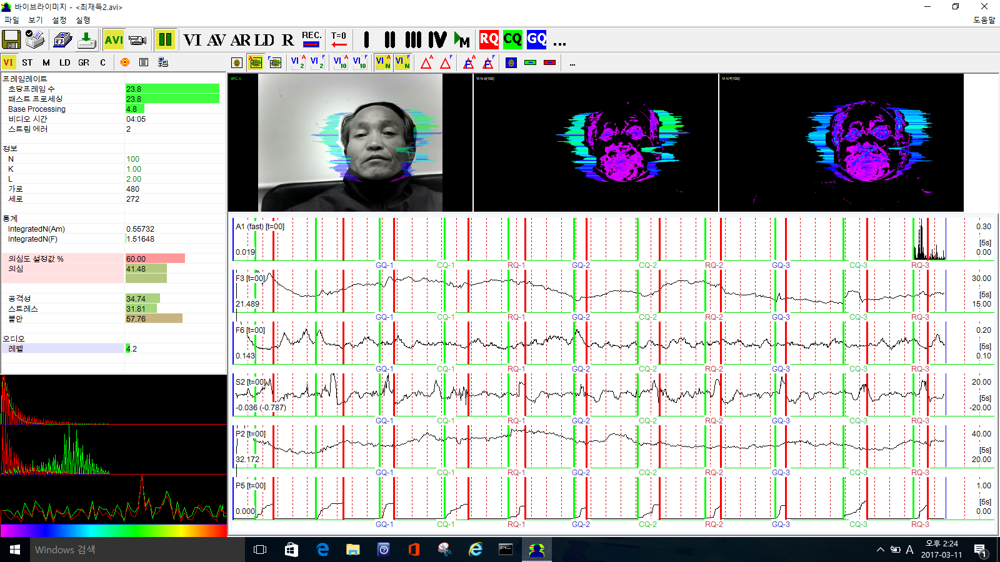 바이브라이미지 - <최재득2.avi>
파일 보기 설정 실행 도움말
AVI VI AV AR LD R REC. T=0 I II III IV M RQ CQ GQ ...
VI ST M LD GR C A F VI 2 A VI 2 F VI 10 A VI 10 F VI N A VI N F A F F A F F ...
프레임레이트
초당프레임 수 23.8
패스트 프로세싱 23.8
Base Processing 4.8
비디오 시간 04:05
스트림 에러 2
정보
N 100
K 1.00
L 2.00
가로 480
세로 272
통계
IntegratedN(Am) 0.55732
IntegratedN(F) 1.51648
의심도 설정값 % 60.00
의심 41.48
공격성 34.74
스트레스 31.81
불안 57.76
오디오
레벨 4.2
SRC A
VI N A(100)
VI N F(100)
A1 (fast) [t=00] 0.30
[5s]
0.019 0.00
GQ-1 CQ-1 RQ-1 GQ-2 CQ-2 RQ-2 GQ-3 CQ-3 RQ-3
F3 [t=00] 30.00
[5s]
21.489 15.00
GQ-1 CQ-1 RQ-1 GQ-2 CQ-2 RQ-2 GQ-3 CQ-3 RQ-3
F6 [t=00] 0.20
[5s]
0.143 0.10
GQ-1 CQ-1 RQ-1 GQ-2 CQ-2 RQ-2 GQ-3 CQ-3 RQ-3
S2 [t=00] 20.00
[5s]
-0.036 (-0.787) -20.00
GQ-1 CQ-1 RQ-1 GQ-2 CQ-2 RQ-2 GQ-3 CQ-3 RQ-3
P2 [t=00] 40.00
[5s]
32.172 20.00
GQ-1 CQ-1 RQ-1 GQ-2 CQ-2 RQ-2 GQ-3 CQ-3 RQ-3
P5 [t=00] 1.00
[5s]
0.000 0.00
GQ-1 CQ-1 RQ-1 GQ-2 CQ-2 RQ-2 GQ-3 CQ-3 RQ-3
Windows 검색
A
오후 2:24
2017-03-11
1